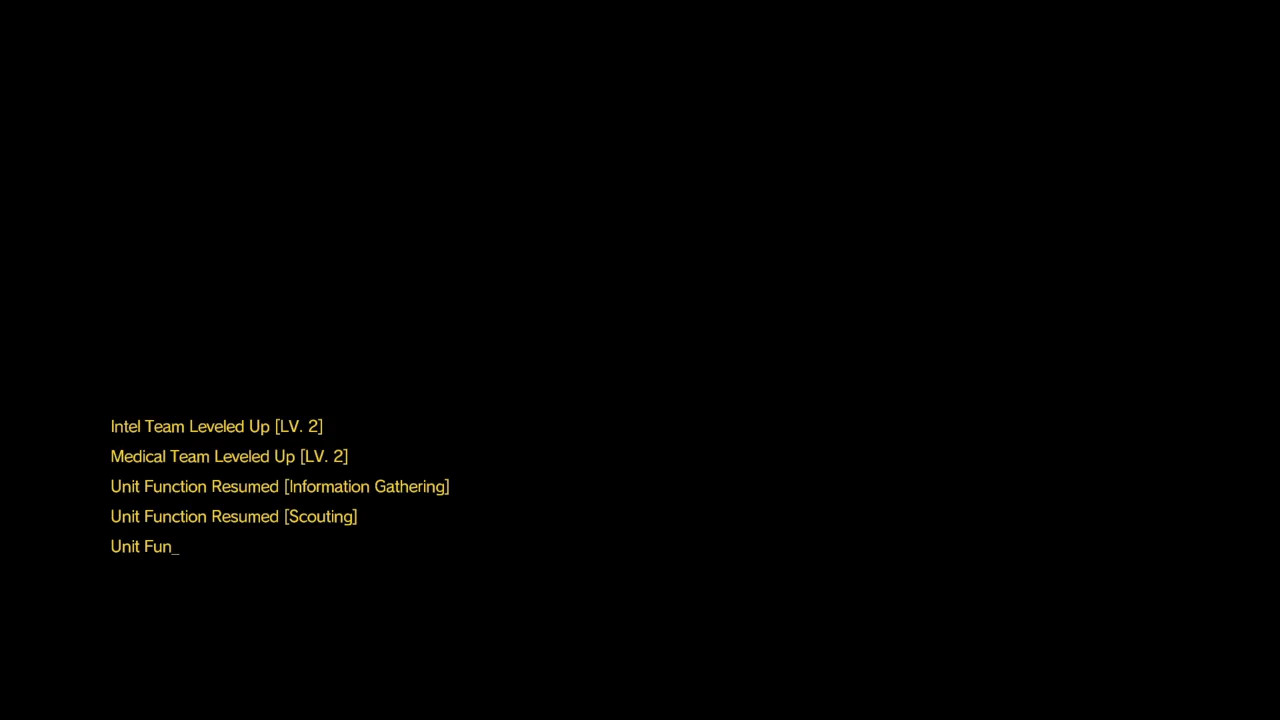 Intel Team Leveled Up [LV. 2]
Medical Team Leveled Up [LV. 2]
Unit Function Resumed [Information Gathering]
Unit Function Resumed [Scouting]
Unit Fun_